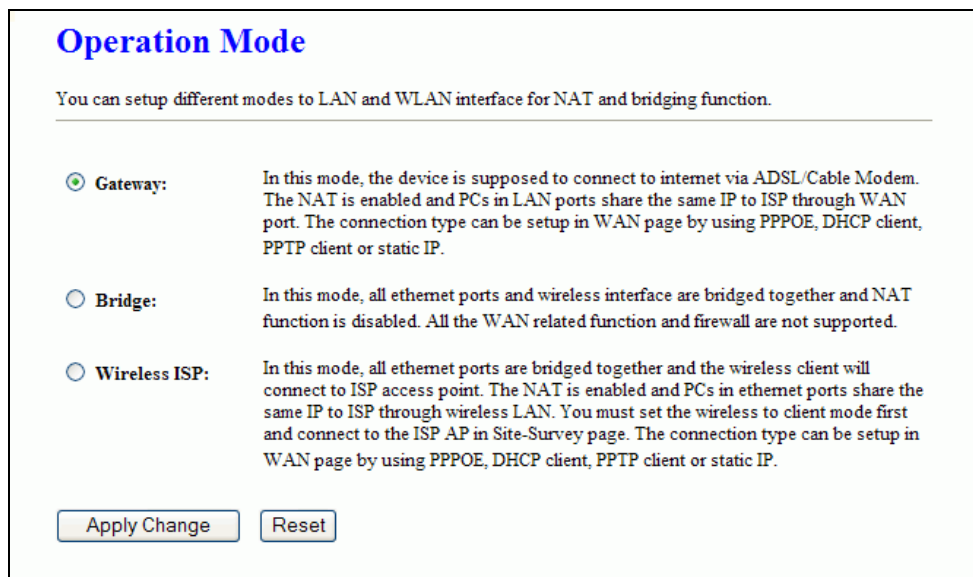 Operation Mode
You can setup different modes to LAN and WLAN interface for NAT and bridging function.
Gateway:
In this mode, the device is supposed to connect to internet via ADSL/Cable Modem.
The NAT is enabled and PCs in LAN ports share the same IP to ISP through WAN
port. The connection type can be setup in WAN page by using PPPOE, DHCP client,
PPTP client or static IP.
Bridge:
In this mode, all ethernet ports and wireless interface are bridged together and NAT
function is disabled. All the WAN related function and firewall are not supported.
Wireless ISP:
In this mode, all ethernet ports are bridged together and the wireless client will
connect to ISP access point. The NAT is enabled and PCs in ethernet ports share the
same IP to ISP through wireless LAN. You must set the wireless to client mode first
and connect to the ISP AP in Site-Survey page. The connection type can be setup in
WAN page by using PPPOE, DHCP client, PPTP client or static IP.
Apply Change
Reset